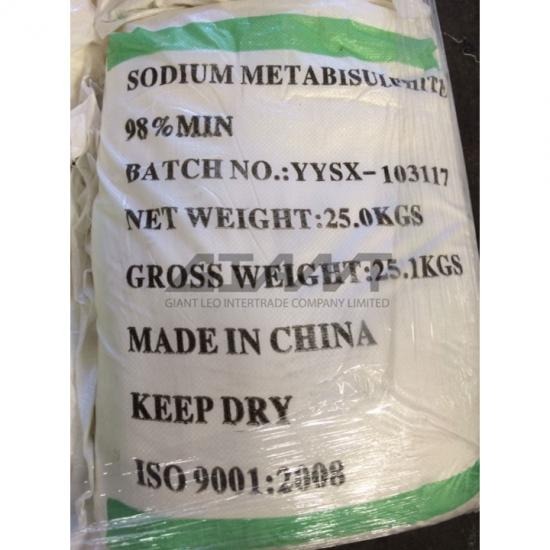 SODIUM METABISULPHITE
98%MIN
BATCH NO.:YYSX-103117
NET WEIGHT:25.0KGS
GROSS WEIGHT:25.1KGS
GIANT LEO INTERTRADE COMPANY LIMITED
MADE IN CHINA
KEEP DRY
ISO 9001:2008